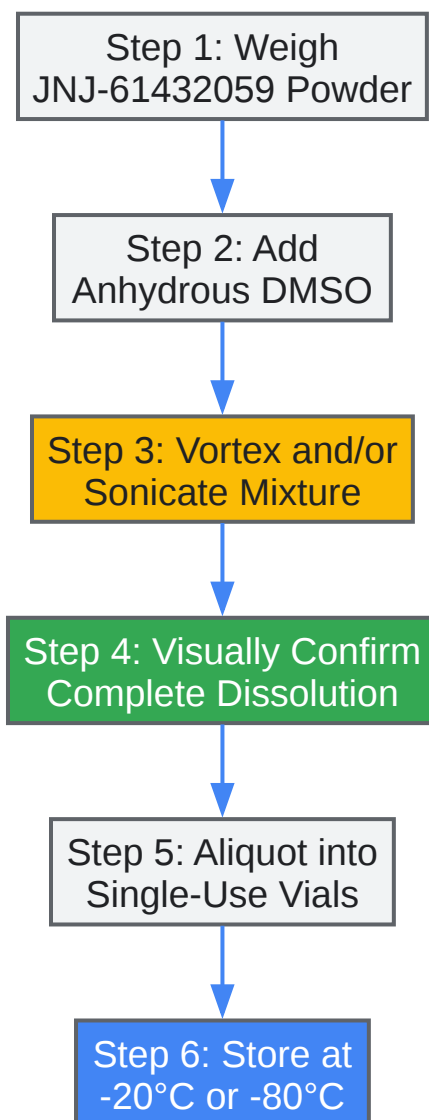 Step 1: Weigh
JNJ-61432059 Powder
Step 2: Add
Anhydrous DMSO
Step 3: Vortex and/or
Sonicate Mixture
Step 4: Visually Confirm
Complete Dissolution
Step 5: Aliquot into
Single-Use Vials
Step 6: Store at
-20°C or -80°C